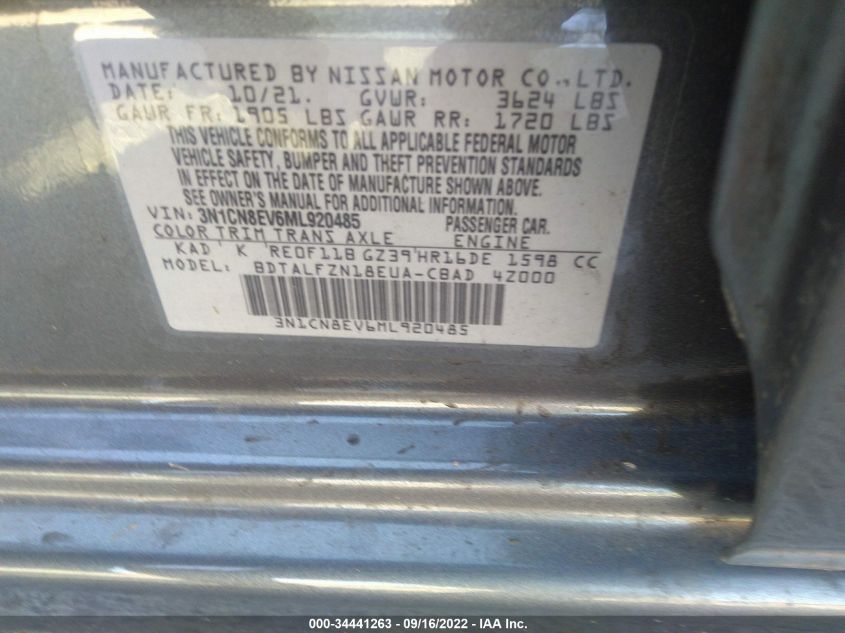 MANUFACTURED BY NISSAN MOTOR CO., LTD.
DATE: 10/21. GVWR: 3624 LBS
GAWR FR: 1905 LBS GAWR RR: 1720 LBS
THIS VEHICLE CONFORMS TO ALL APPLICABLE FEDERAL MOTOR
VEHICLE SAFETY, BUMPER AND THEFT PREVENTION STANDARDS
IN EFFECT ON THE DATE OF MANUFACTURE SHOWN ABOVE.
SEE OWNER'S MANUAL FOR ADDITIONAL INFORMATION.
VIN: 3N1CN8EV6ML920485 PASSENGER CAR.
COLOR TRIM TRANS AXLE ENGINE
KAD K RE0F11B GZ39 HR16DE 1598 CC
MODEL: BDTALFZN18EUA-CBAD 4Z000
3N1CN8EV6ML920485
000-34441263 - 09/16/2022 - IAA Inc.